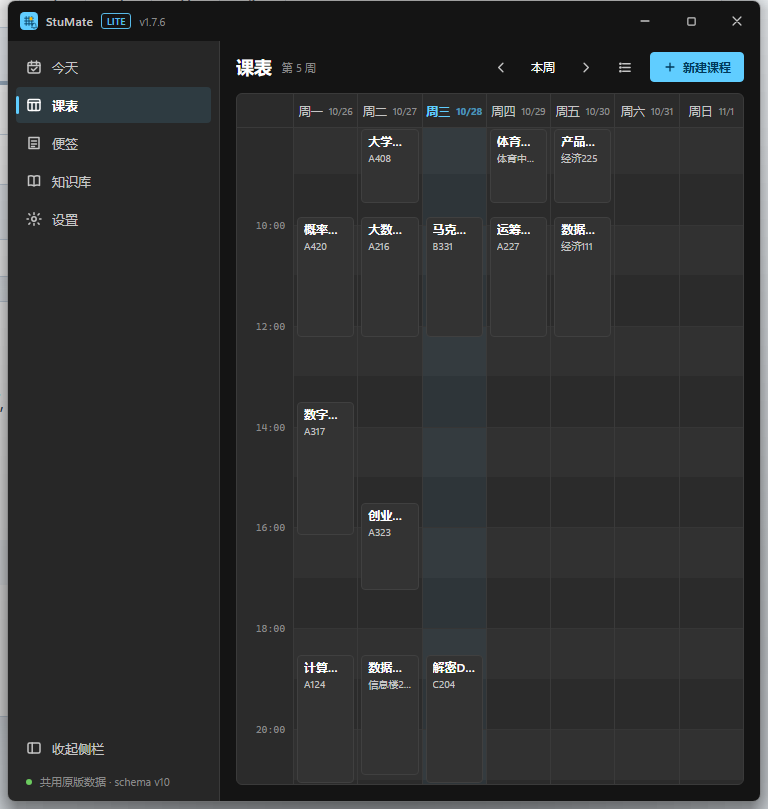 StuMate LITE v1.7.6
今天
课表
便签
知识库
设置
收起侧栏
共用原版数据 · schema v10
课表 第 5 周
本周
+ 新建课程
周一 10/26 周二 10/27 周三 10/28 周四 10/29 周五 10/30 周六 10/31 周日 11/1
大学... 体育... 产品...
A408 体育中... 经济225
10:00
概率... 大数... 马克... 运筹... 数据...
A420 A216 B331 A227 经济111
12:00
数字...
A317
14:00
创业...
A323
16:00
18:00
计算... 数据... 解密D...
A124 信息楼2... C204
20:00